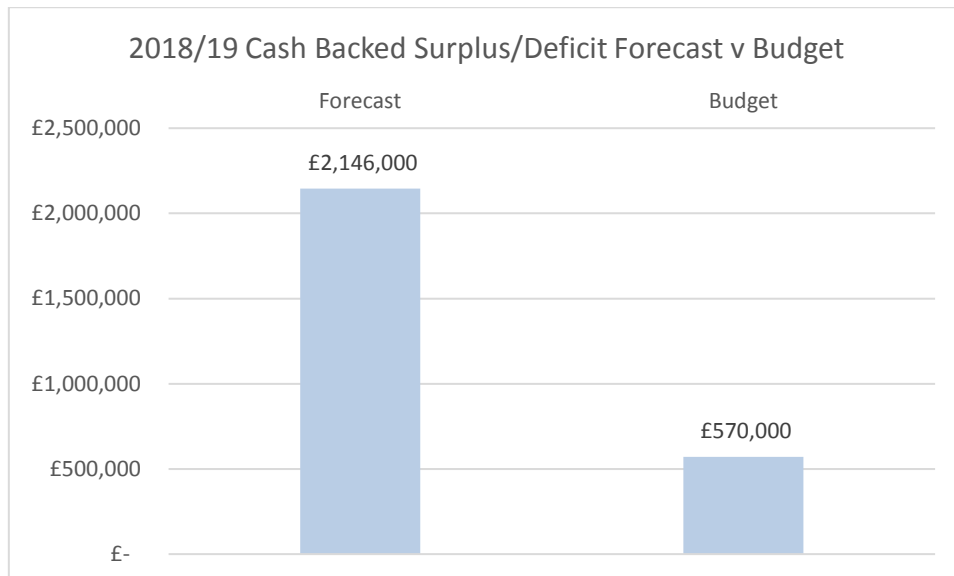 2018/19 Cash Backed Surplus/Deficit Forecast v Budget
Forecast
Budget
£2,500,000
£2,146,000
£2,000,000
£1,500,000
£1,000,000
£570,000
£500,000
£-